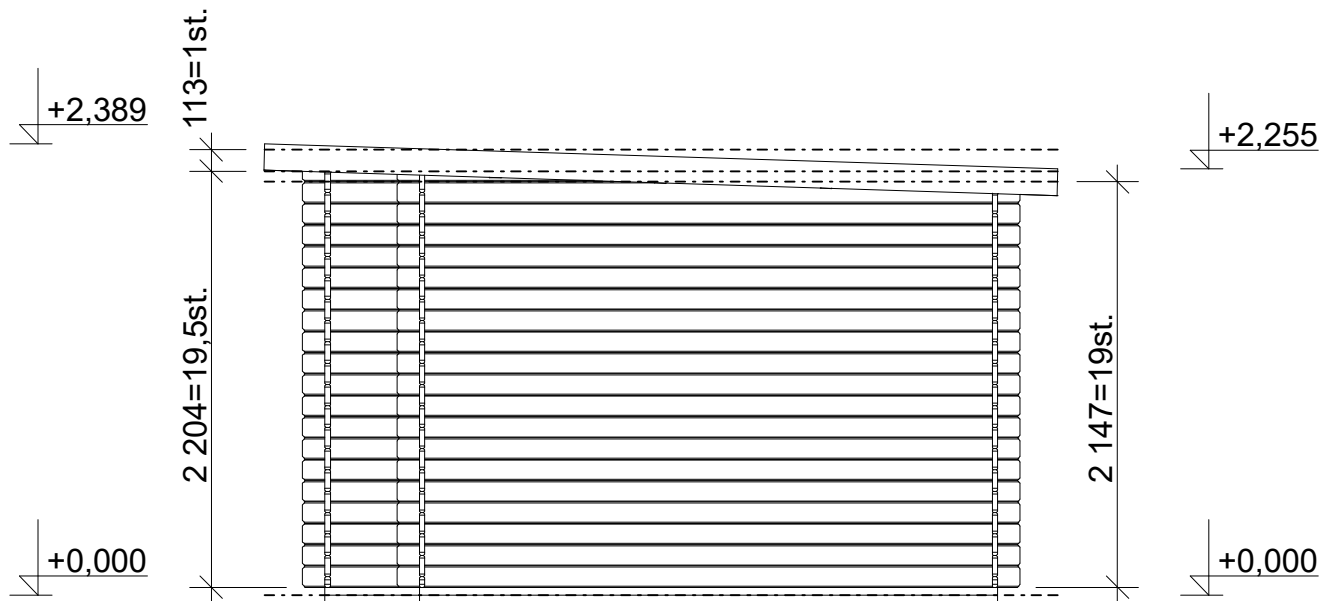 113=1st.
+2,389
+2,255
2 204=19,5st.
2 147=19st.
+0,000
+0,000